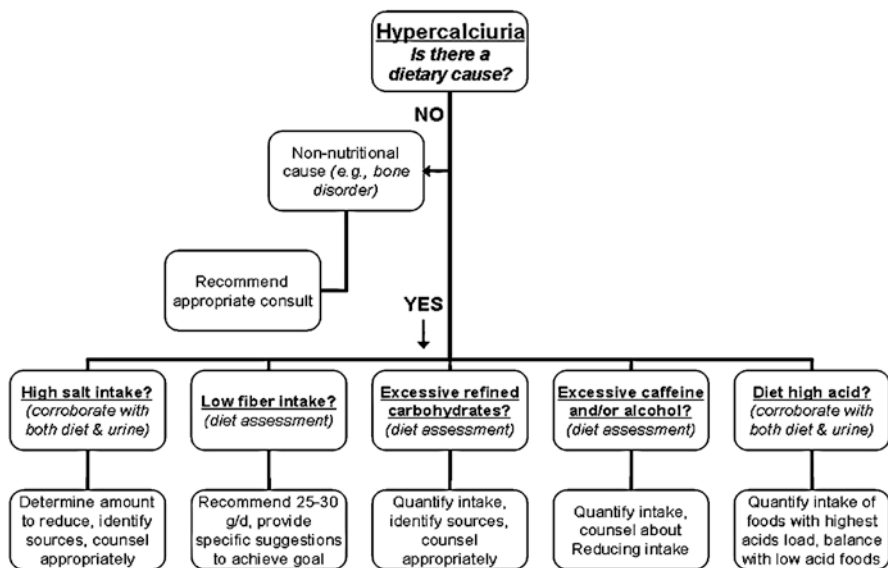 Hypercalciuria
Is there a
dietary cause?
NO
Non-nutritional
cause (e.g., bone
disorder)
Recommend
appropriate consult
YES
High salt intake?
(corroborate with
both diet & urine)
Low fiber intake?
(diet assessment)
Excessive refined
carbohydrates?
(diet assessment)
Excessive caffeine
and/or alcohol?
(diet assessment)
Diet high acid?
(corroborate with
both diet & urine)
Determine amount
to reduce, identify
sources, counsel
appropriately
Recommend 25-30
g/d, provide
specific suggestions
to achieve goal
Quantify intake,
identify sources,
counsel
appropriately
Quantify intake,
counsel about
Reducing intake
Quantify intake of
foods with highest
acids load, balance
with low acid foods